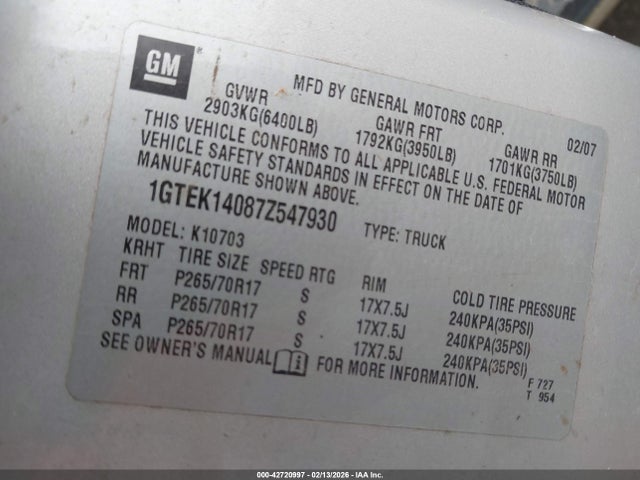 GM
MFD BY GENERAL MOTORS CORP.
02/07
GVWR GAWR FRT GAWR RR
2903KG(6400LB) 1792KG(3950LB) 1701KG(3750LB)
THIS VEHICLE CONFORMS TO ALL APPLICABLE U.S. FEDERAL MOTOR
VEHICLE SAFETY STANDARDS IN EFFECT ON THE DATE OF
MANUFACTURE SHOWN ABOVE.
1GTEK14087Z547930 TYPE: TRUCK
MODEL: K10703
KRHT TIRE SIZE SPEED RTG RIM COLD TIRE PRESSURE
FRT P265/70R17 S 17X7.5J 240KPA(35PSI)
RR P265/70R17 S 17X7.5J 240KPA(35PSI)
SPA P265/70R17 S 17X7.5J 240KPA(35PSI)
SEE OWNER'S MANUAL i FOR MORE INFORMATION.
F 727
T 954
000-42720997 - 02/13/2026 - IAA Inc.